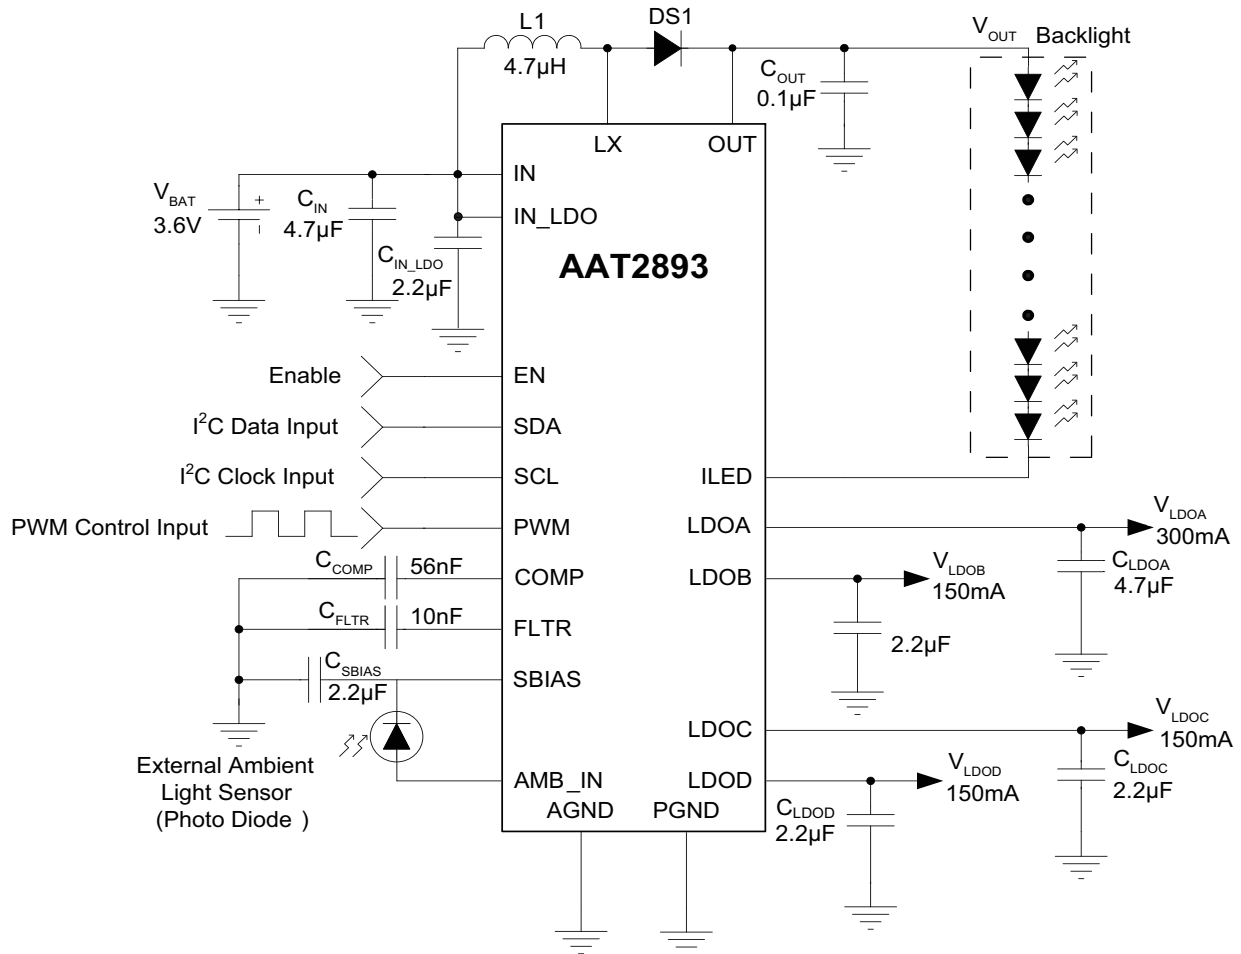 L1
4.7µH
DS1
V_OUT
Backlight
C_OUT
0.1µF
LX
OUT
IN
IN_LDO
V_BAT
3.6V
+
–
C_IN
4.7µF
C_IN_LDO
2.2µF
AAT2893
Enable
EN
I²C Data Input
SDA
I²C Clock Input
SCL
PWM Control Input
PWM
C_COMP
56nF
COMP
C_FLTR
10nF
FLTR
C_SBIAS
2.2µF
SBIAS
External Ambient
Light Sensor
(Photo Diode )
AMB_IN
AGND
PGND
ILED
LDOA
V_LDOA
300mA
C_LDOA
4.7µF
LDOB
V_LDOB
150mA
2.2µF
LDOC
V_LDOC
150mA
C_LDOC
2.2µF
LDOD
V_LDOD
150mA
C_LDOD
2.2µF